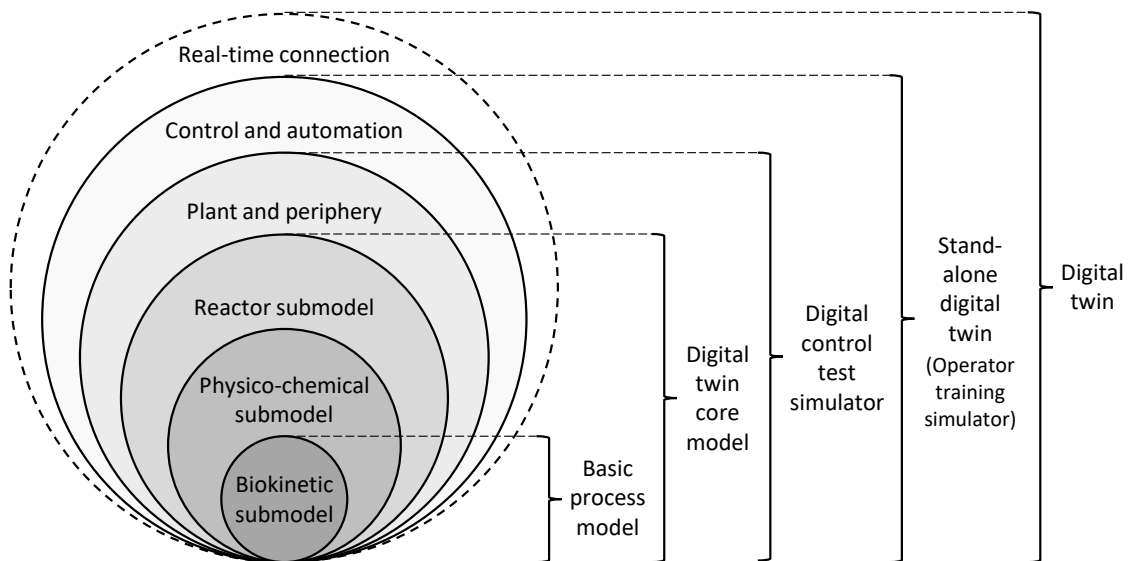 Real-time connection
Control and automation
Plant and periphery
Reactor submodel
Physico-chemical
submodel
Biokinetic
submodel
Basic
process
model
Digital
twin
core
model
Digital
control
test
simulator
Stand-
alone
digital
twin
(Operator
training
simulator)
Digital
twin